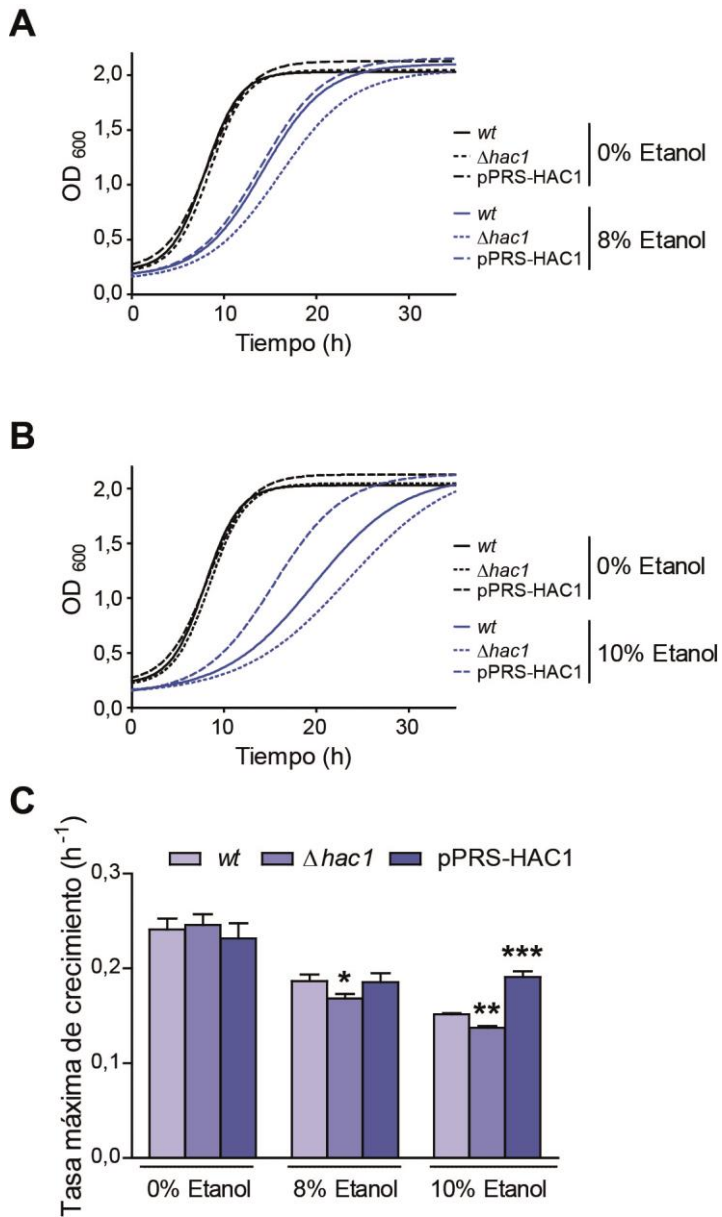 A
OD 600
2,0
1,5
1,0
0,5
0,0
0 10 20 30
Tiempo (h)
wt
Δhac1
pPRS-HAC1
0% Etanol
wt
Δhac1
pPRS-HAC1
8% Etanol
B
OD 600
2,0
1,5
1,0
0,5
0,0
0 10 20 30
Tiempo (h)
wt
Δhac1
pPRS-HAC1
0% Etanol
wt
Δhac1
pPRS-HAC1
10% Etanol
C
Tasa máxima de crecimiento (h-1)
wt Δhac1 pPRS-HAC1
0,3
0,2
0,1
0,0
*
**
***
0% Etanol 8% Etanol 10% Etanol